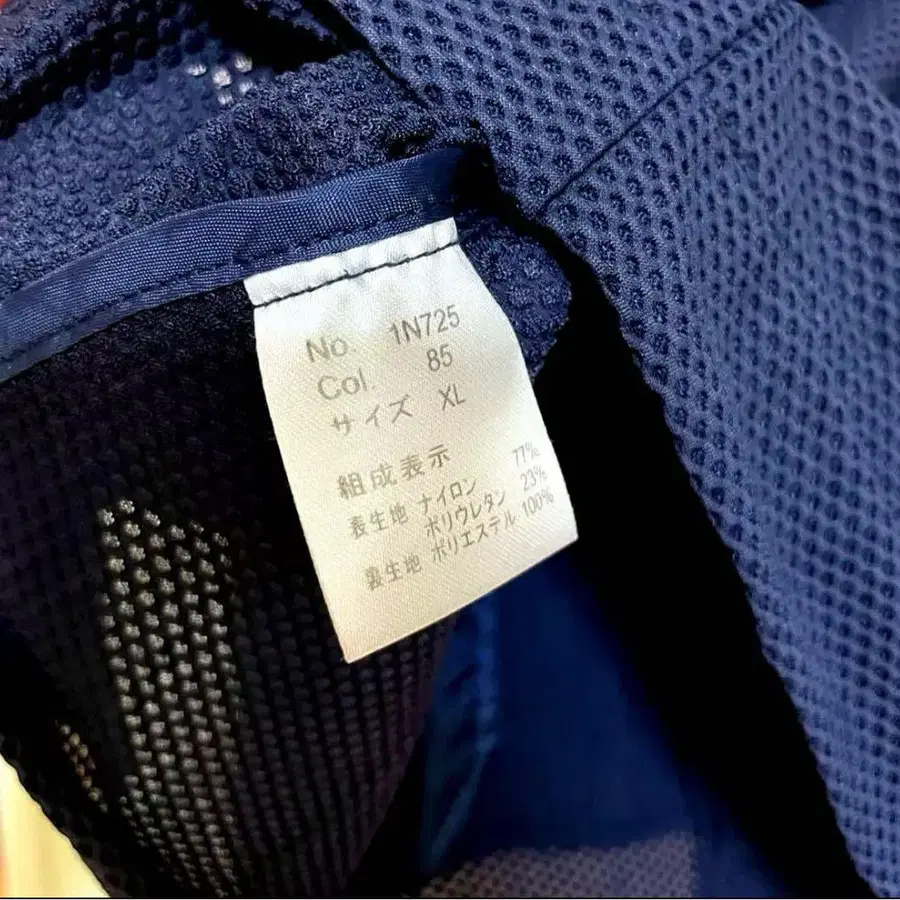 No. 1N725
Col. 85
サイズ XL
組成表示
表生地 ナイロン 77%
ポリウレタン 23%
裏生地 ポリエステル 100%